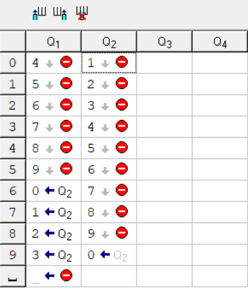 Q1 Q2 Q3 Q4
0 4 ↓ 1 ↓
1 5 ↓ 2 ↓
2 6 ↓ 3 ↓
3 7 ↓ 4 ↓
4 8 ↓ 5 ↓
5 9 ↓ 6 ↓
6 0 ← Q2 7 ↓
7 1 ← Q2 8 ↓
8 2 ← Q2 9 ↓
9 3 ← Q2 0 ← Q2
_ _ ←